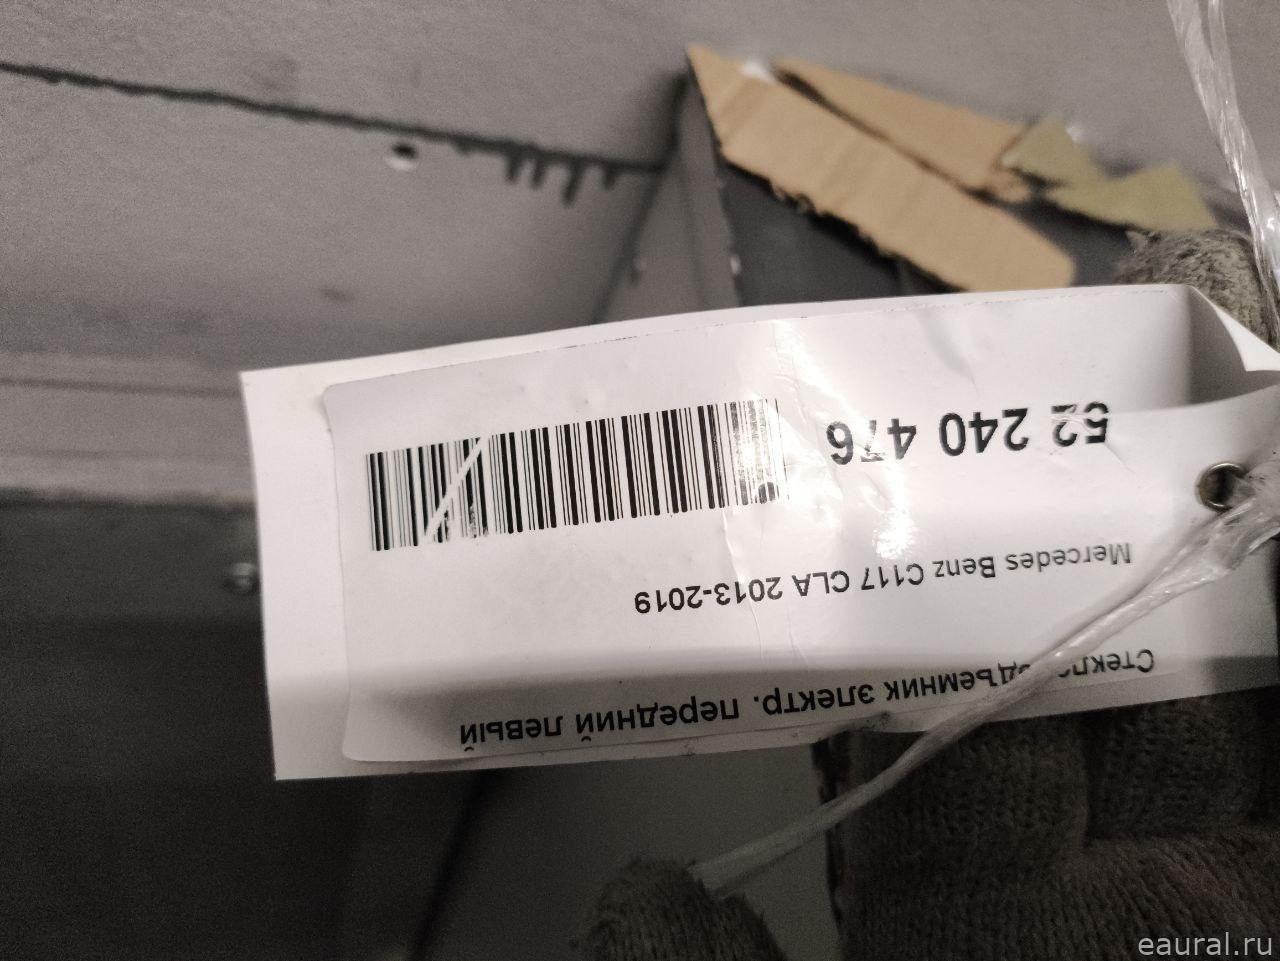 Стеклоподъемник электр. передний левый
Mercedes Benz C117 CLA 2013-2019
52 240 476
eaural.ru